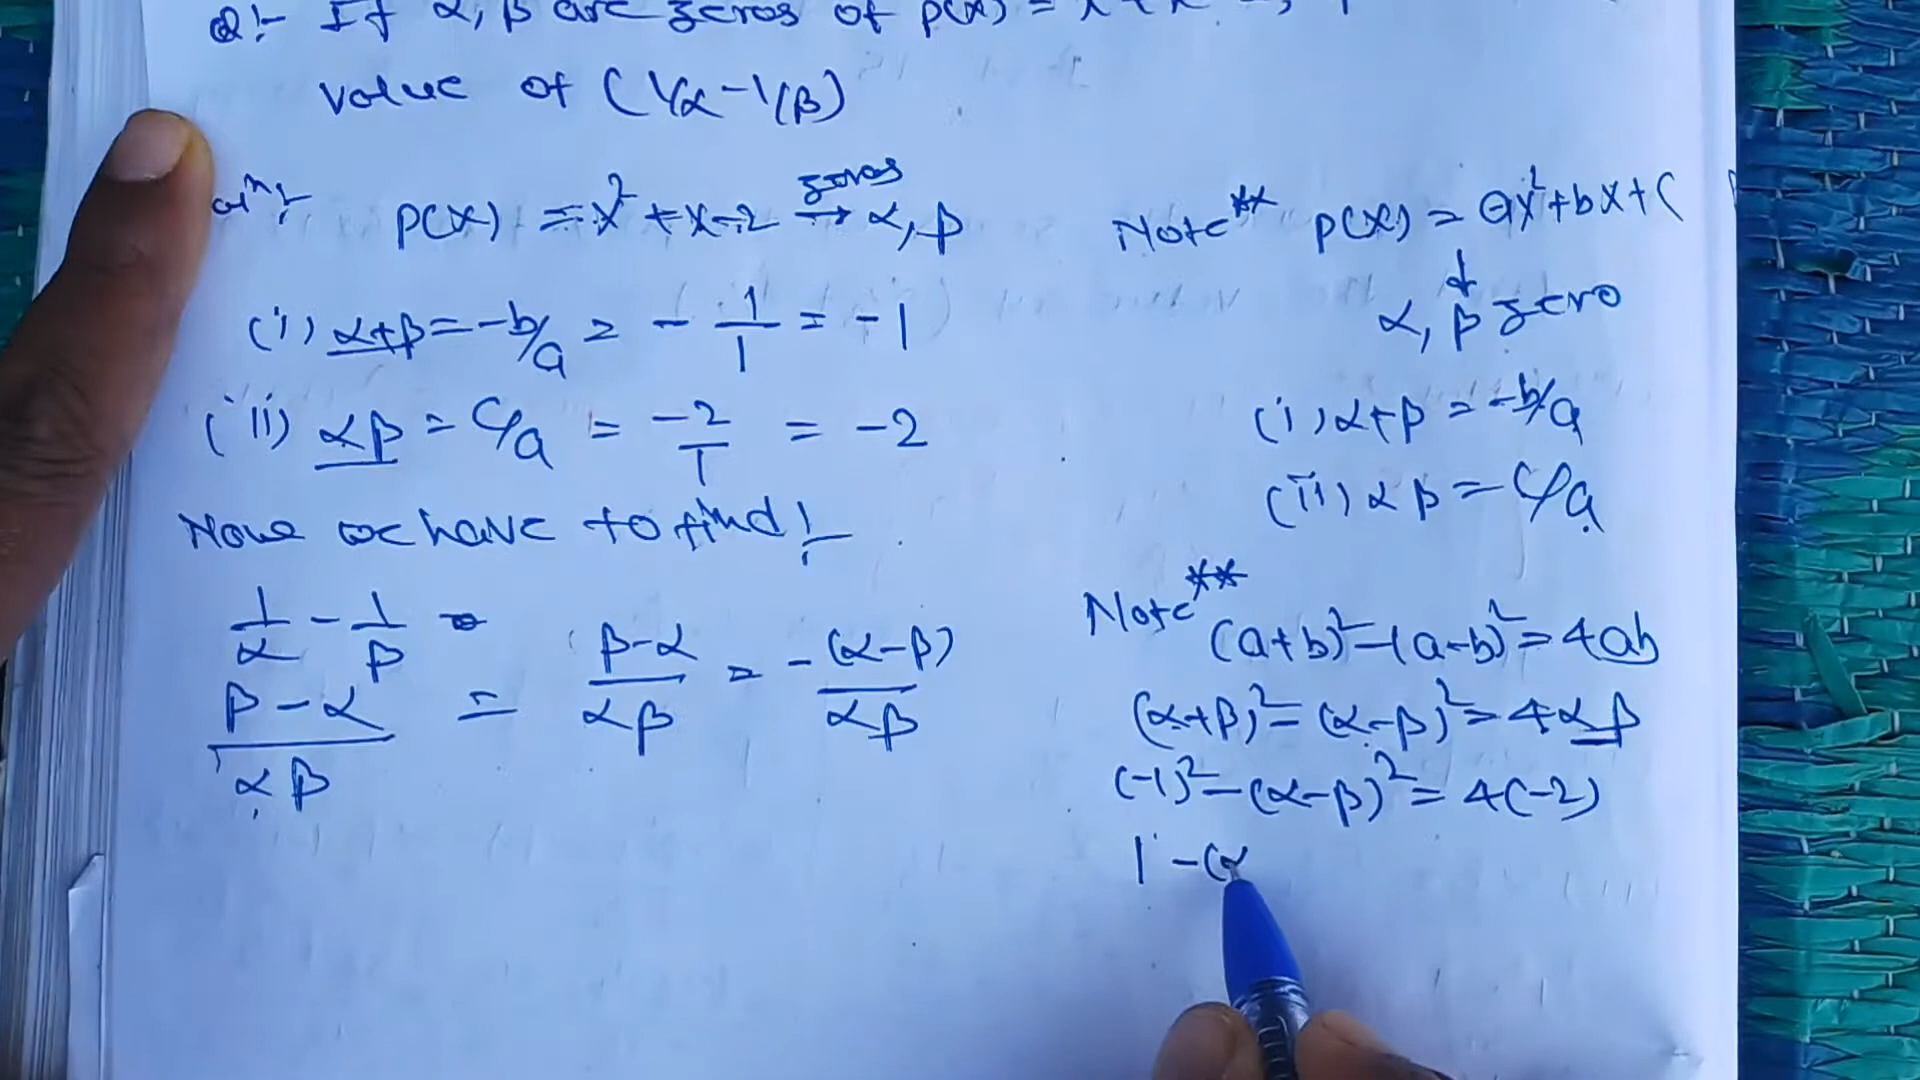 Q:- If α, β are zeros of p(x) = x² + x - 2,
value of (1/α - 1/β)
p(x) = x² + x - 2 → zeros α, β
(i) α+β = -b/a = - 1/1 = -1
(ii) αβ = c/a = -2/1 = -2
Now we have to find :-
1/α - 1/β =
β-α/αβ = β-α/αβ = -(α-β)/αβ
Note** p(x) = ax²+bx+c
↓
α, β zero
(i) α+β = -b/a
(ii) αβ = c/a
Note**
(a+b)² - (a-b)² = 4ab
(α+β)² - (α-β)² = 4αβ
(-1)² - (α-β)² = 4(-2)
1 - (α